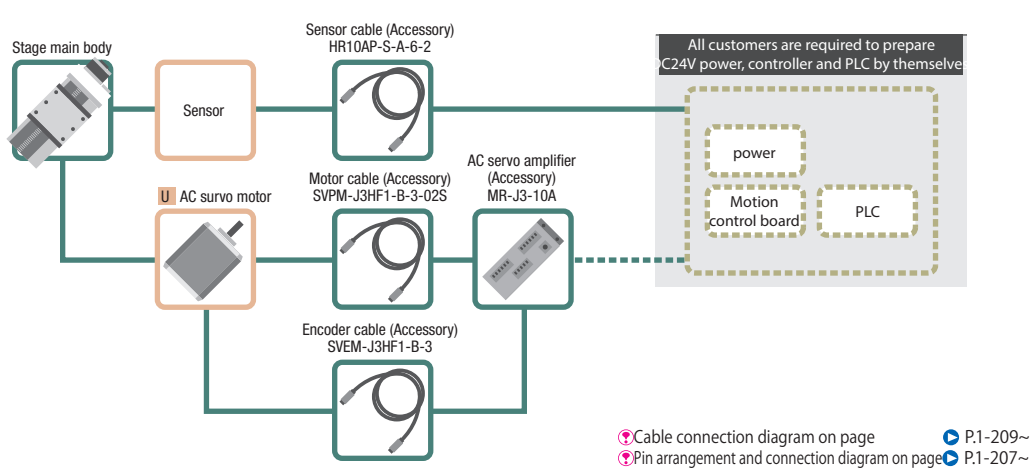 Stage main body
Sensor
Sensor cable (Accessory)
HR10AP-S-A-6-2
U AC survo motor
Motor cable (Accessory)
SVPM-J3HF1-B-3-02S
AC servo amplifier
(Accessory)
MR-J3-10A
Encoder cable (Accessory)
SVEM-J3HF1-B-3
All customers are required to prepare
DC24V power, controller and PLC by themselves
power
Motion
control board
PLC
Cable connection diagram on page P.1-209~
Pin arrangement and connection diagram on page P.1-207~